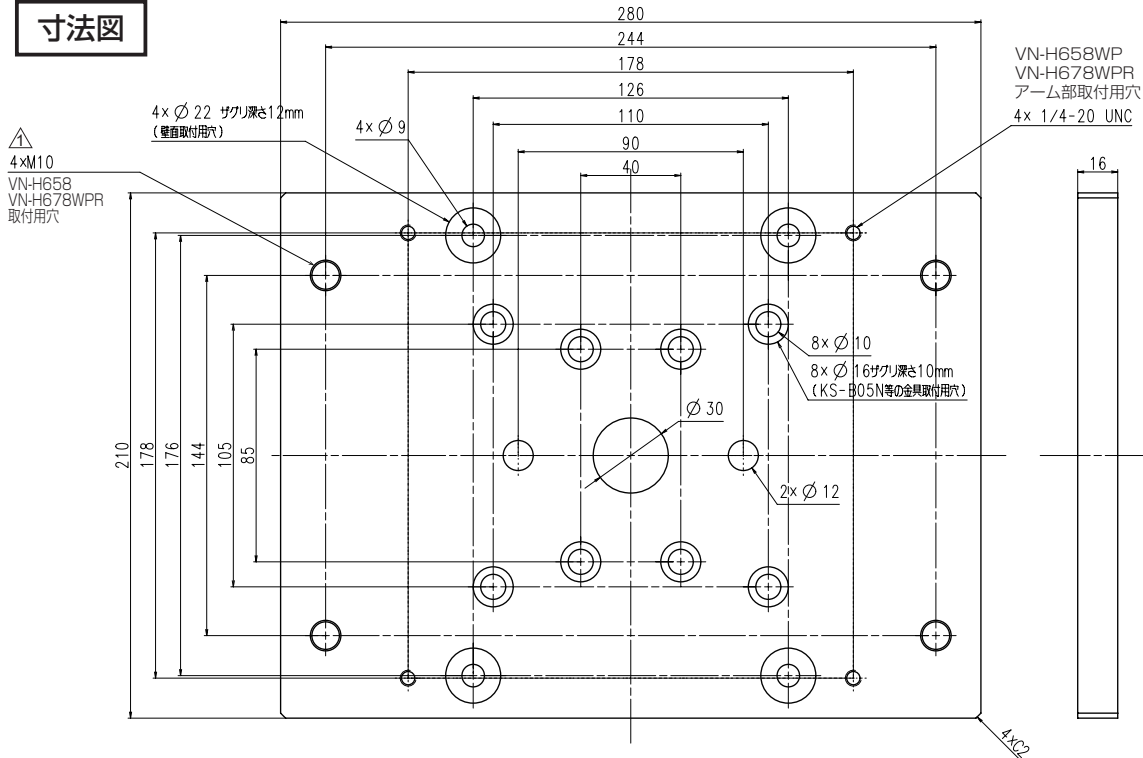 寸法図
280
244
178
126
110
90
40
VN-H658WP
VN-H678WPR
アーム部取付用穴
4× 1/4-20 UNC
4× Ø 22 ザグリ深さ12mm
(壁面取付用穴)
4× Ø 9
⚠1
4×M10
VN-H658
VN-H678WPR
取付用穴
16
8× Ø 10
8× Ø 16ザグリ深さ10mm
(KS-B05N等の金具取付用穴)
Ø 30
2× Ø 12
210
178
176
144
105
85
4×C2